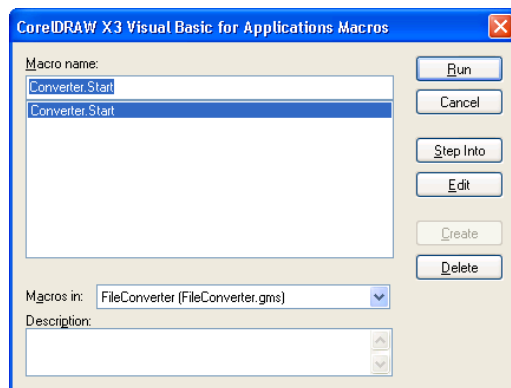 CorelDRAW X3 Visual Basic for Applications Macros
Macro name:
Converter.Start
Converter.Start
Run
Cancel
Step Into
Edit
Create
Delete
Macros in: FileConverter (FileConverter.gms)
Description: